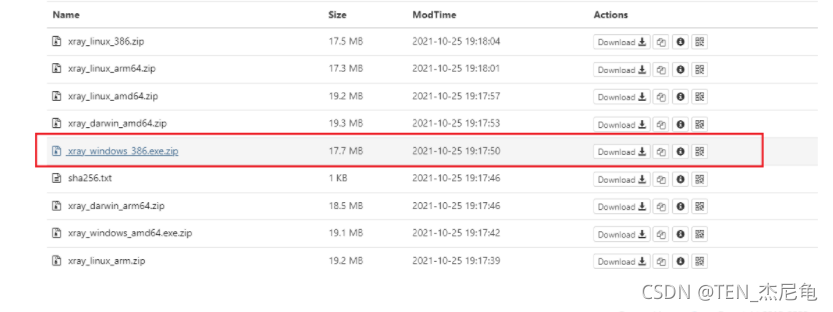 Name Size ModTime Actions
xray_linux_386.zip 17.5 MB 2021-10-25 19:18:04 Download
xray_linux_arm64.zip 17.3 MB 2021-10-25 19:18:01 Download
xray_linux_amd64.zip 19.2 MB 2021-10-25 19:17:57 Download
xray_darwin_amd64.zip 19.3 MB 2021-10-25 19:17:53 Download
xray_windows_386.exe.zip 17.7 MB 2021-10-25 19:17:50 Download
sha256.txt 1 KB 2021-10-25 19:17:46 Download
xray_darwin_arm64.zip 18.5 MB 2021-10-25 19:17:46 Download
xray_windows_amd64.exe.zip 19.1 MB 2021-10-25 19:17:42 Download
xray_linux_arm.zip 19.2 MB 2021-10-25 19:17:39 Download
CSDN @TEN_杰尼龟